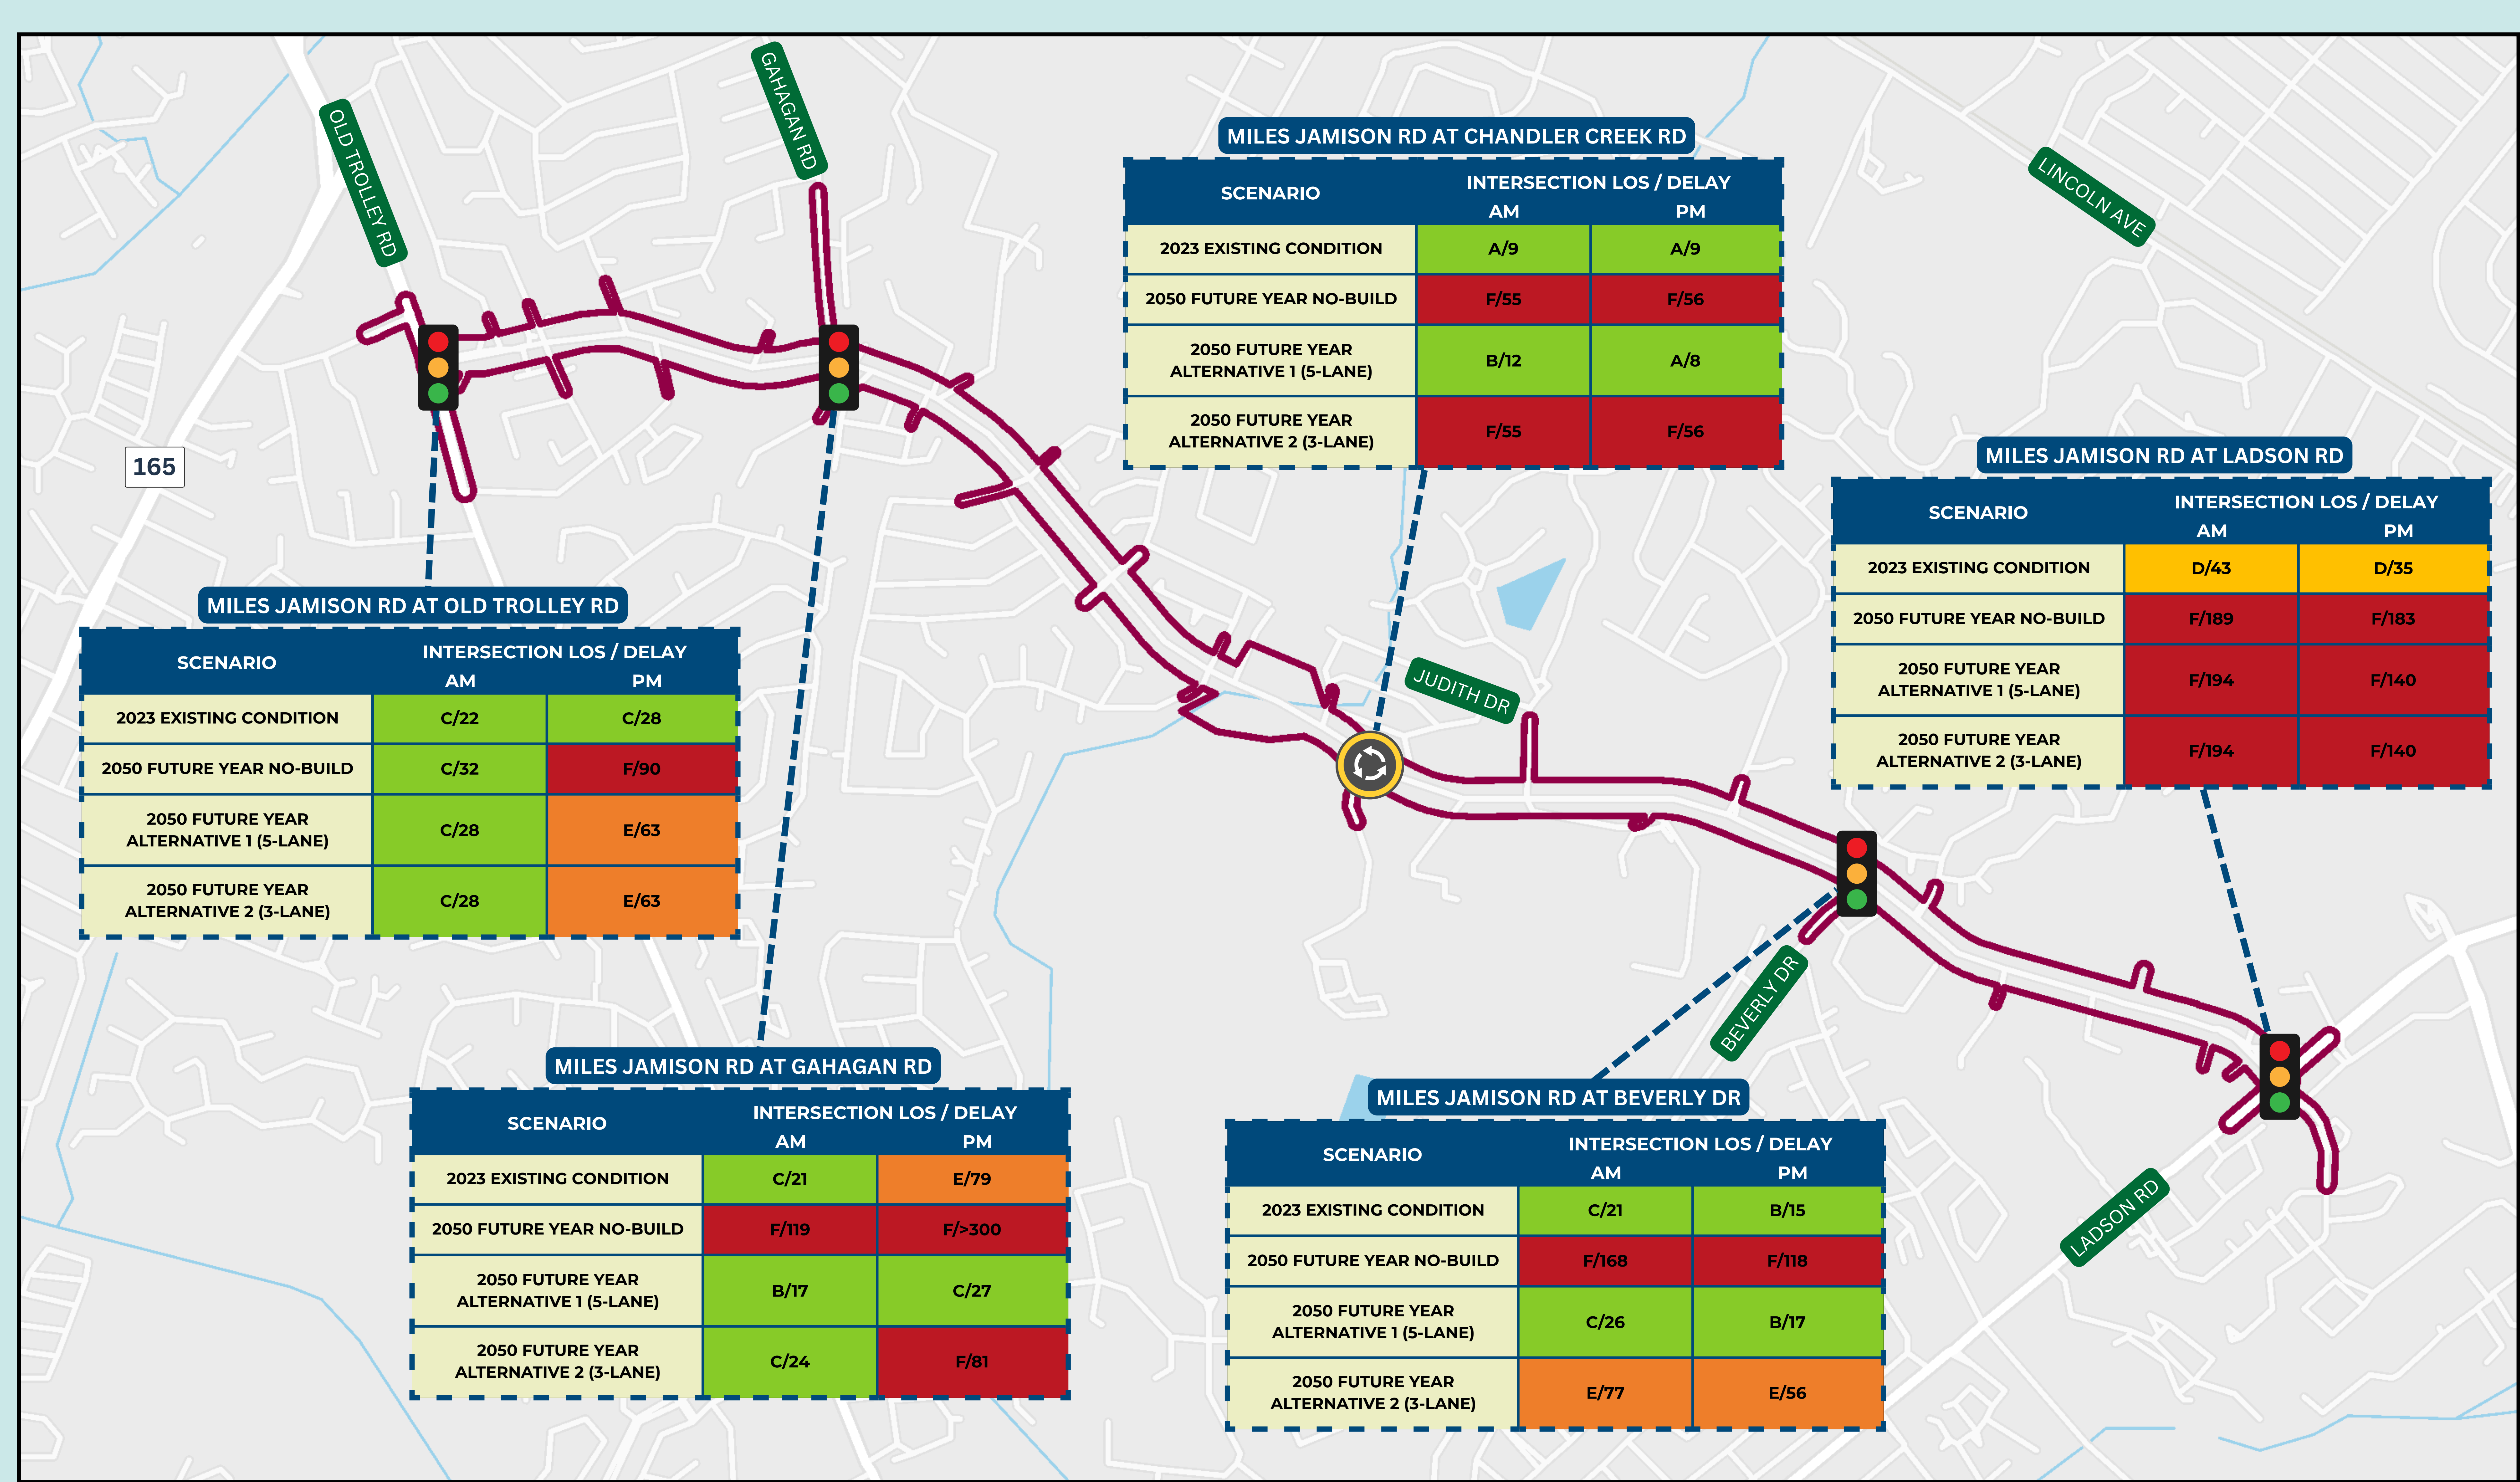 GAHAGAN RD
OLD TROLLEY RD
LINCOLN AVE
165
JUDITH DR
BEVERLY DR
LADSON RD
MILES JAMISON RD AT CHANDLER CREEK RD
SCENARIO
INTERSECTION LOS / DELAY
AM PM
2023 EXISTING CONDITION A/9 A/9
2050 FUTURE YEAR NO-BUILD F/55 F/56
2050 FUTURE YEAR
ALTERNATIVE 1 (5-LANE) B/12 A/8
2050 FUTURE YEAR
ALTERNATIVE 2 (3-LANE) F/55 F/56
MILES JAMISON RD AT LADSON RD
SCENARIO
INTERSECTION LOS / DELAY
AM PM
2023 EXISTING CONDITION D/43 D/35
2050 FUTURE YEAR NO-BUILD F/189 F/183
2050 FUTURE YEAR
ALTERNATIVE 1 (5-LANE) F/194 F/140
2050 FUTURE YEAR
ALTERNATIVE 2 (3-LANE) F/194 F/140
MILES JAMISON RD AT OLD TROLLEY RD
SCENARIO
INTERSECTION LOS / DELAY
AM PM
2023 EXISTING CONDITION C/22 C/28
2050 FUTURE YEAR NO-BUILD C/32 F/90
2050 FUTURE YEAR
ALTERNATIVE 1 (5-LANE) C/28 E/63
2050 FUTURE YEAR
ALTERNATIVE 2 (3-LANE) C/28 E/63
MILES JAMISON RD AT GAHAGAN RD
SCENARIO
INTERSECTION LOS / DELAY
AM PM
2023 EXISTING CONDITION C/21 E/79
2050 FUTURE YEAR NO-BUILD F/119 F/>300
2050 FUTURE YEAR
ALTERNATIVE 1 (5-LANE) B/17 C/27
2050 FUTURE YEAR
ALTERNATIVE 2 (3-LANE) C/24 F/81
MILES JAMISON RD AT BEVERLY DR
SCENARIO
INTERSECTION LOS / DELAY
AM PM
2023 EXISTING CONDITION C/21 B/15
2050 FUTURE YEAR NO-BUILD F/168 F/118
2050 FUTURE YEAR
ALTERNATIVE 1 (5-LANE) C/26 B/17
2050 FUTURE YEAR
ALTERNATIVE 2 (3-LANE) E/77 E/56